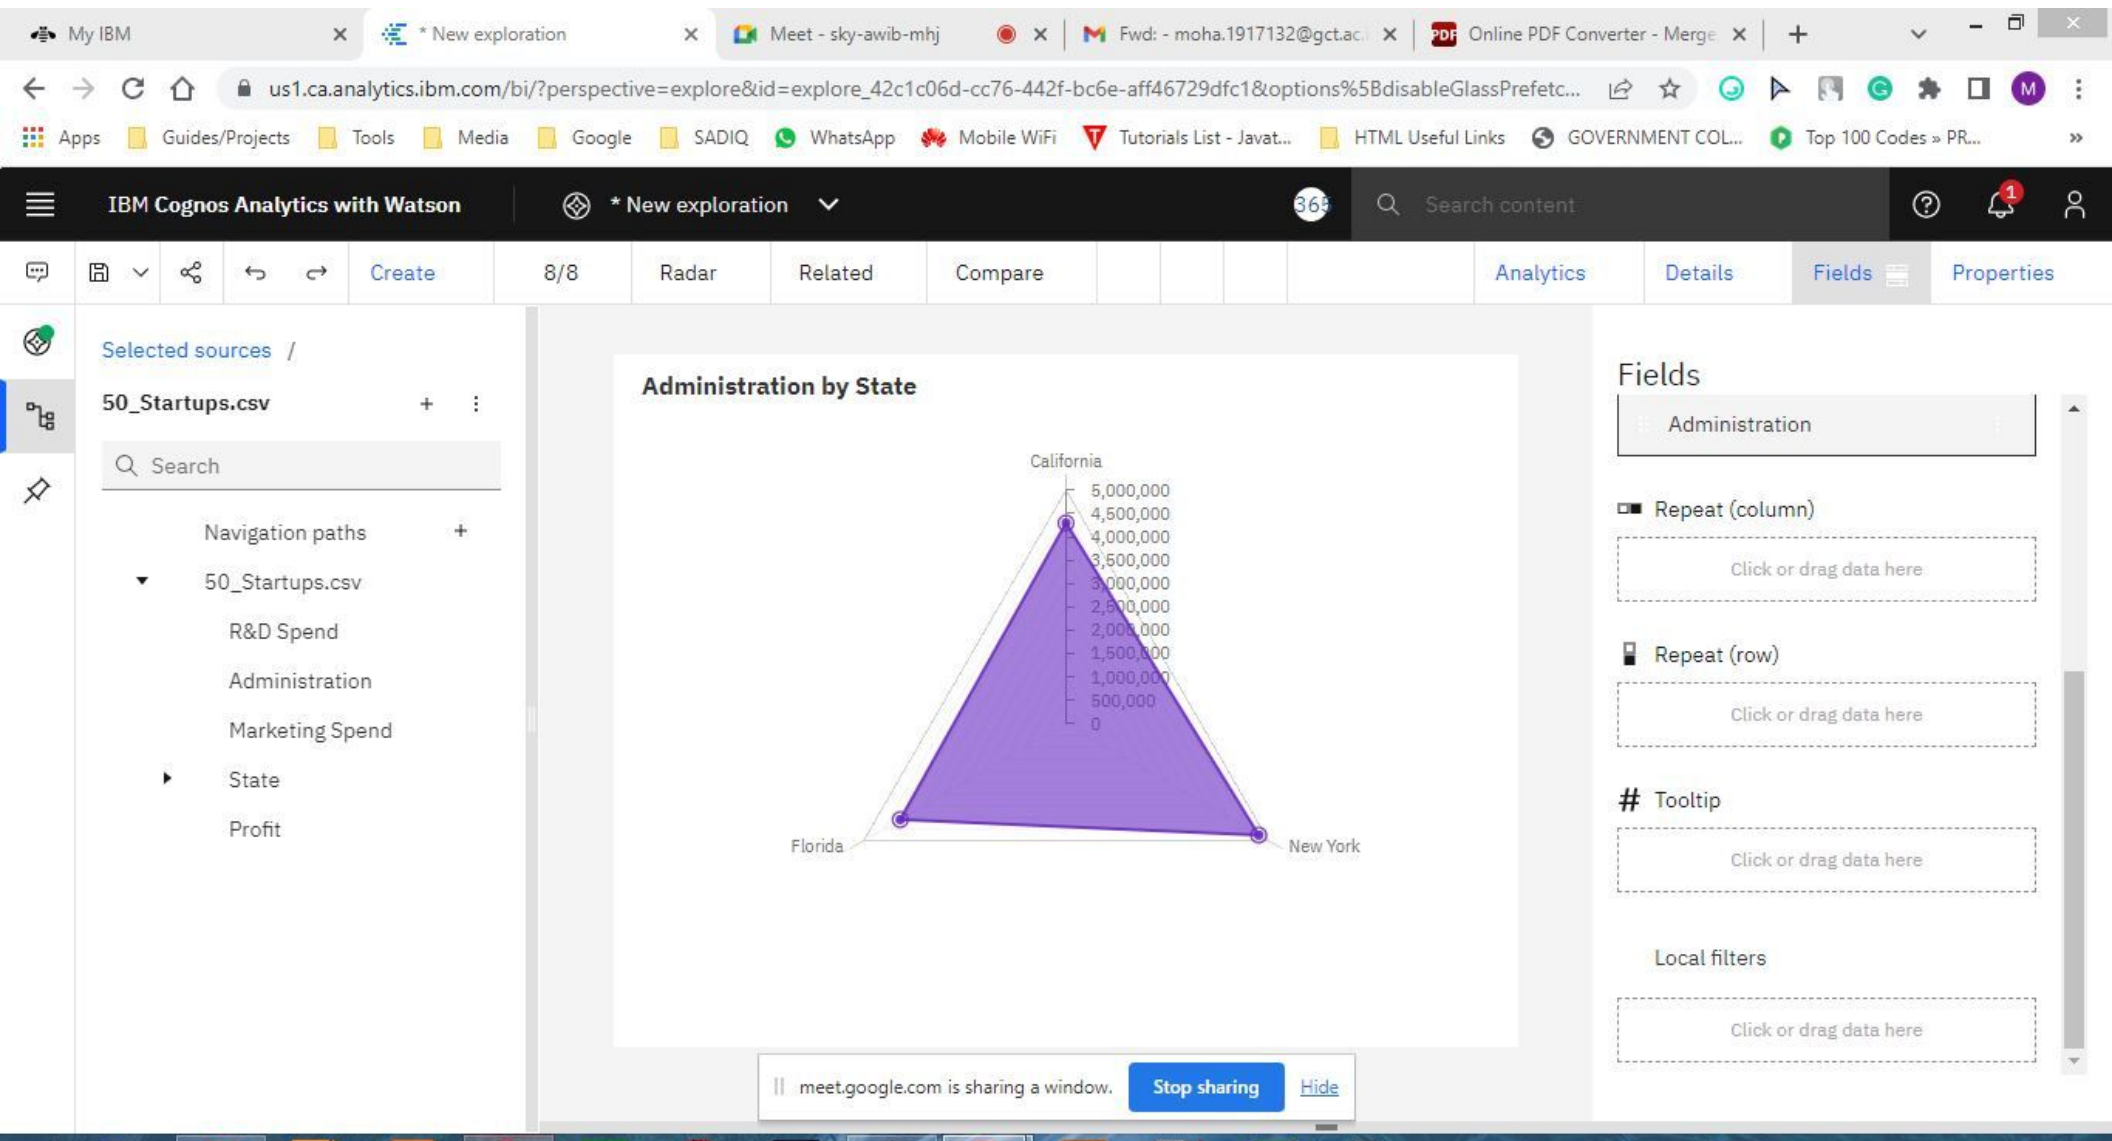 My IBM
* New exploration
Meet - sky-awib-mhj
Fwd: - moha.1917132@gct.ac.i
PDF
Online PDF Converter - Merge
us1.ca.analytics.ibm.com/bi/?perspective=explore&id=explore_42c1c06d-cc76-442f-bc6e-aff46729dfc1&options%5BdisableGlassPrefetc...
M
Apps
Guides/Projects
Tools
Media
Google
SADIQ
WhatsApp
Mobile WiFi
Tutorials List - Javat...
HTML Useful Links
GOVERNMENT COL...
Top 100 Codes » PR...
»
IBM Cognos Analytics with Watson
* New exploration
365
Search content
1
Create
8/8
Radar
Related
Compare
Analytics
Details
Fields
Properties
Selected sources /
50_Startups.csv
Search
Navigation paths
50_Startups.csv
R&D Spend
Administration
Marketing Spend
State
Profit
Administration by State
California
5,000,000
4,500,000
4,000,000
3,500,000
3,000,000
2,500,000
2,000,000
1,500,000
1,000,000
500,000
0
Florida
New York
Fields
Administration
Repeat (column)
Click or drag data here
Repeat (row)
Click or drag data here
# Tooltip
Click or drag data here
Local filters
Click or drag data here
meet.google.com is sharing a window.
Stop sharing
Hide